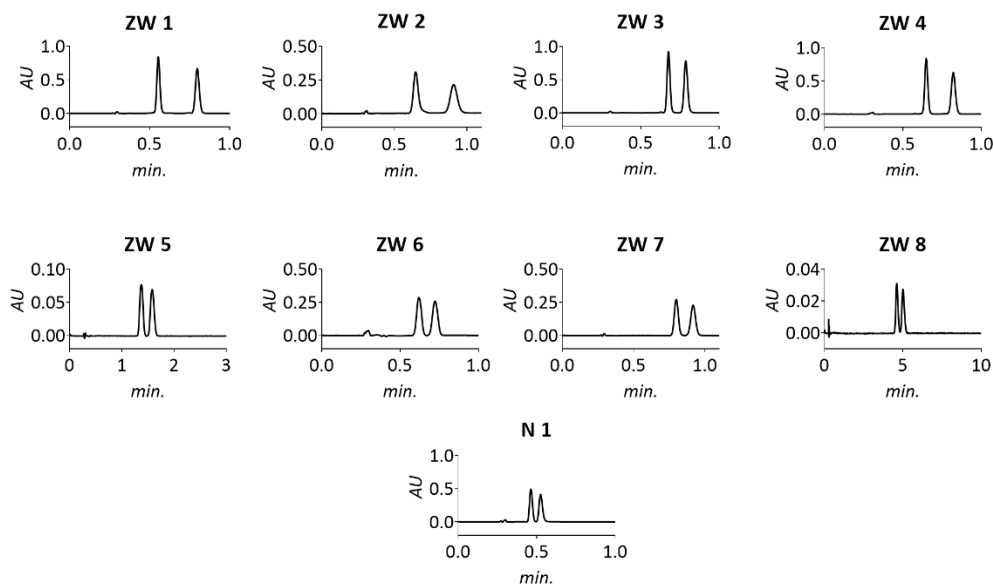 ZW 1 ZW 2 ZW 3 ZW 4
1.0 0.50 1.0 1.0
AU AU AU AU
0.5 0.25 0.5 0.5
0.0 0.00 0.0 0.0
0.0 0.5 1.0 0.0 0.5 1.0 0.0 0.5 1.0 0.0 0.5 1.0
min. min. min. min.
ZW 5 ZW 6 ZW 7 ZW 8
0.10 0.50 0.50 0.04
AU AU AU AU
0.05 0.25 0.25 0.02
0.00 0.00 0.00 0.00
0 1 2 3 0.0 0.5 1.0 0.0 0.5 1.0 0 5 10
min. min. min. min.
N 1
1.0
AU
0.5
0.0
0.0 0.5 1.0
min.